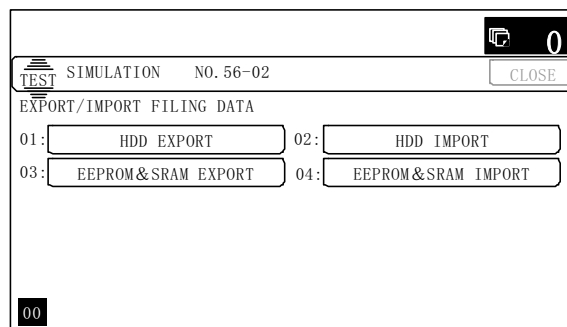 0
TEST SIMULATION NO.56-02
CLOSE
EXPORT/IMPORT FILING DATA
01: HDD EXPORT 02: HDD IMPORT
03: EEPROM&SRAM EXPORT 04: EEPROM&SRAM IMPORT
00